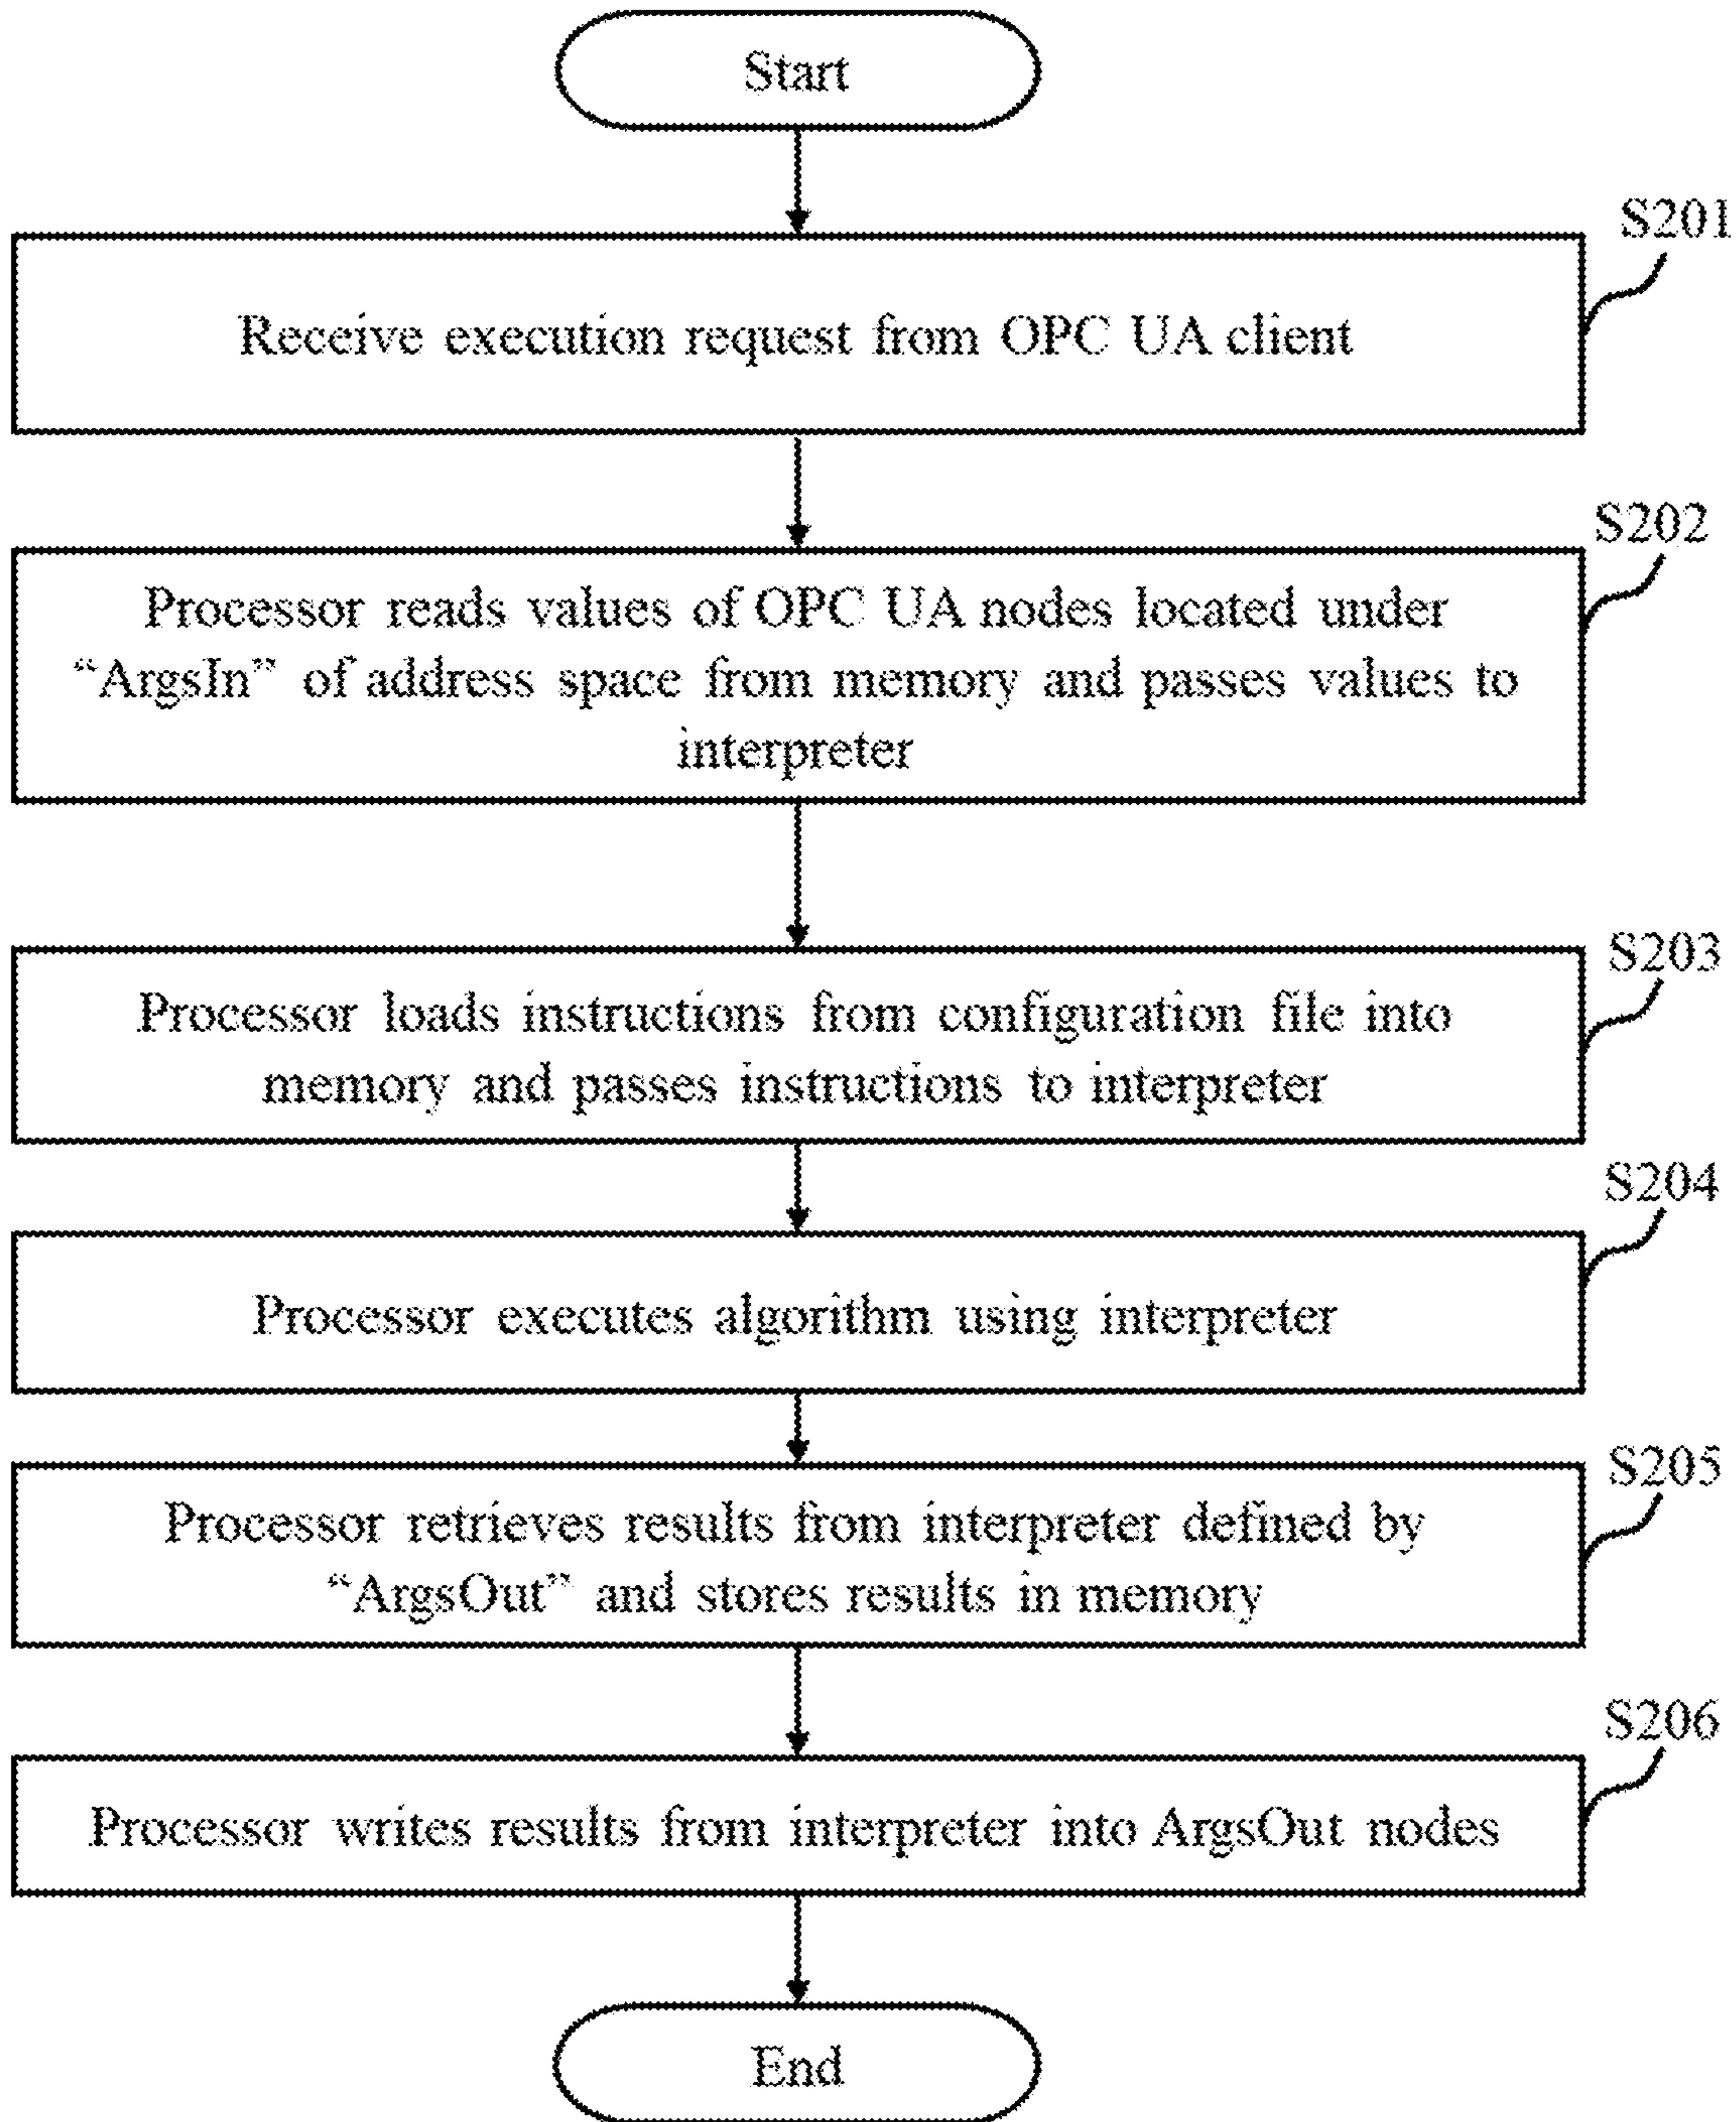 Start
S201
Receive execution request from OPC UA client
S202
Processor reads values of OPC UA nodes located under
“ArgsIn” of address space from memory and passes values to
interpreter
S203
Processor loads instructions from configuration file into
memory and passes instructions to interpreter
S204
Processor executes algorithm using interpreter
S205
Processor retrieves results from interpreter defined by
“ArgsOut” and stores results in memory
S206
Processor writes results from interpreter into ArgsOut nodes
End